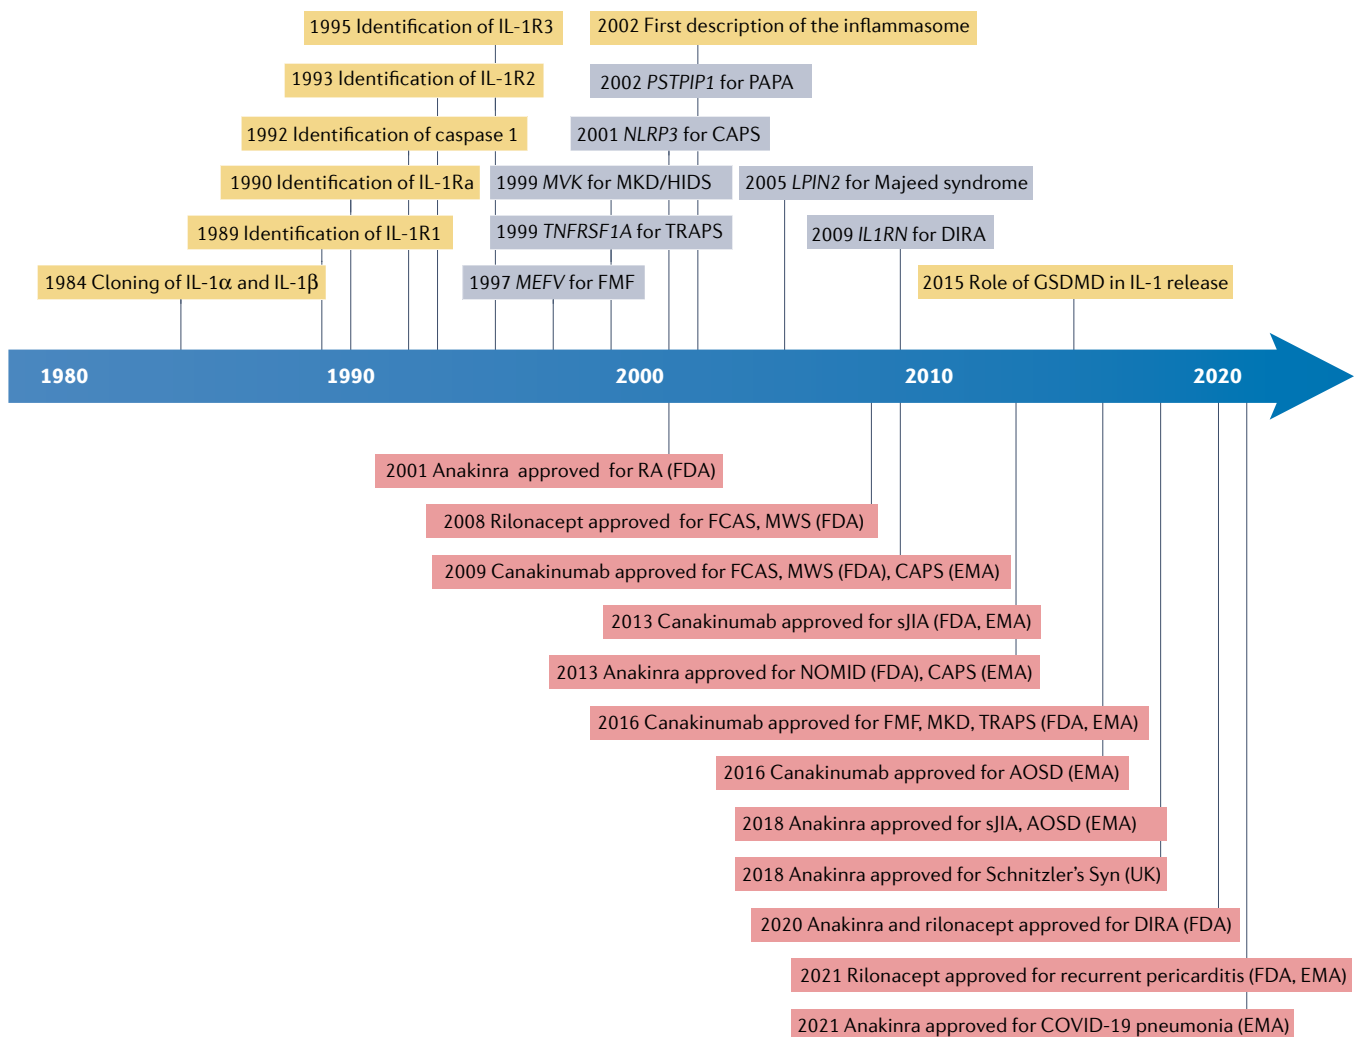 1995 Identification of IL-1R3
2002 First description of the inflammasome
1993 Identification of IL-1R2
2002 PSTPIP1 for PAPA
1992 Identification of caspase 1
2001 NLRP3 for CAPS
1990 Identification of IL-1Ra
1999 MVK for MKD/HIDS
2005 LPIN2 for Majeed syndrome
1989 Identification of IL-1R1
1999 TNFRSF1A for TRAPS
2009 IL1RN for DIRA
1984 Cloning of IL-1α and IL-1β
1997 MEFV for FMF
2015 Role of GSDMD in IL-1 release
1980
1990
2000
2010
2020
2001 Anakinra approved for RA (FDA)
2008 Rilonacept approved for FCAS, MWS (FDA)
2009 Canakinumab approved for FCAS, MWS (FDA), CAPS (EMA)
2013 Canakinumab approved for sJIA (FDA, EMA)
2013 Anakinra approved for NOMID (FDA), CAPS (EMA)
2016 Canakinumab approved for FMF, MKD, TRAPS (FDA, EMA)
2016 Canakinumab approved for AOSD (EMA)
2018 Anakinra approved for sJIA, AOSD (EMA)
2018 Anakinra approved for Schnitzler's Syn (UK)
2020 Anakinra and rilonacept approved for DIRA (FDA)
2021 Rilonacept approved for recurrent pericarditis (FDA, EMA)
2021 Anakinra approved for COVID-19 pneumonia (EMA)